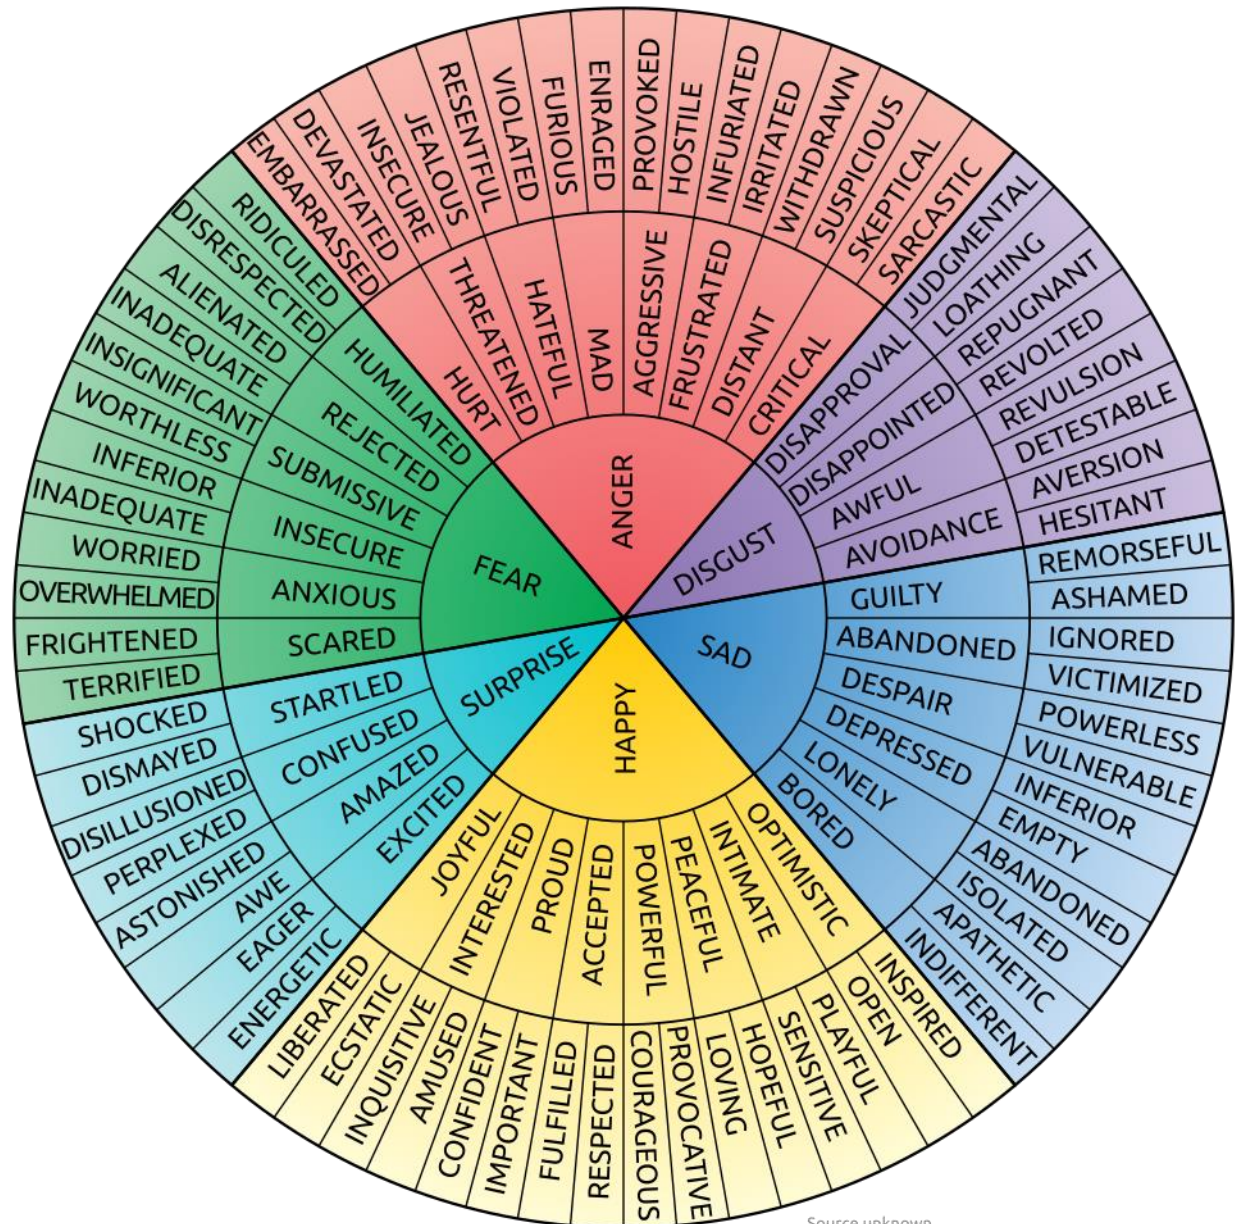 ANGER
HURT
EMBARRASSED
DEVASTATED
THREATENED
INSECURE
JEALOUS
HATEFUL
RESENTFUL
VIOLATED
MAD
FURIOUS
ENRAGED
AGGRESSIVE
PROVOKED
HOSTILE
FRUSTRATED
INFURIATED
IRRITATED
DISTANT
WITHDRAWN
SUSPICIOUS
CRITICAL
SKEPTICAL
SARCASTIC
DISGUST
DISAPPROVAL
JUDGMENTAL
LOATHING
DISAPPOINTED
REPUGNANT
REVOLTED
AWFUL
REVULSION
DETESTABLE
AVOIDANCE
AVERSION
HESITANT
SAD
GUILTY
REMORSEFUL
ASHAMED
ABANDONED
IGNORED
VICTIMIZED
DESPAIR
POWERLESS
VULNERABLE
DEPRESSED
INFERIOR
EMPTY
LONELY
ABANDONED
ISOLATED
BORED
APATHETIC
INDIFFERENT
HAPPY
OPTIMISTIC
INSPIRED
OPEN
INTIMATE
PLAYFUL
SENSITIVE
PEACEFUL
HOPEFUL
LOVING
POWERFUL
PROVOCATIVE
COURAGEOUS
ACCEPTED
RESPECTED
FULFILLED
PROUD
IMPORTANT
CONFIDENT
INTERESTED
AMUSED
INQUISITIVE
JOYFUL
ECSTATIC
LIBERATED
SURPRISE
EXCITED
ENERGETIC
EAGER
AMAZED
AWE
ASTONISHED
CONFUSED
PERPLEXED
DISILLUSIONED
STARTLED
DISMAYED
SHOCKED
FEAR
SCARED
TERRIFIED
FRIGHTENED
ANXIOUS
OVERWHELMED
WORRIED
INSECURE
INADEQUATE
INFERIOR
SUBMISSIVE
WORTHLESS
INSIGNIFICANT
REJECTED
INADEQUATE
ALIENATED
HUMILIATED
DISRESPECTED
RIDICULED
Source unknown